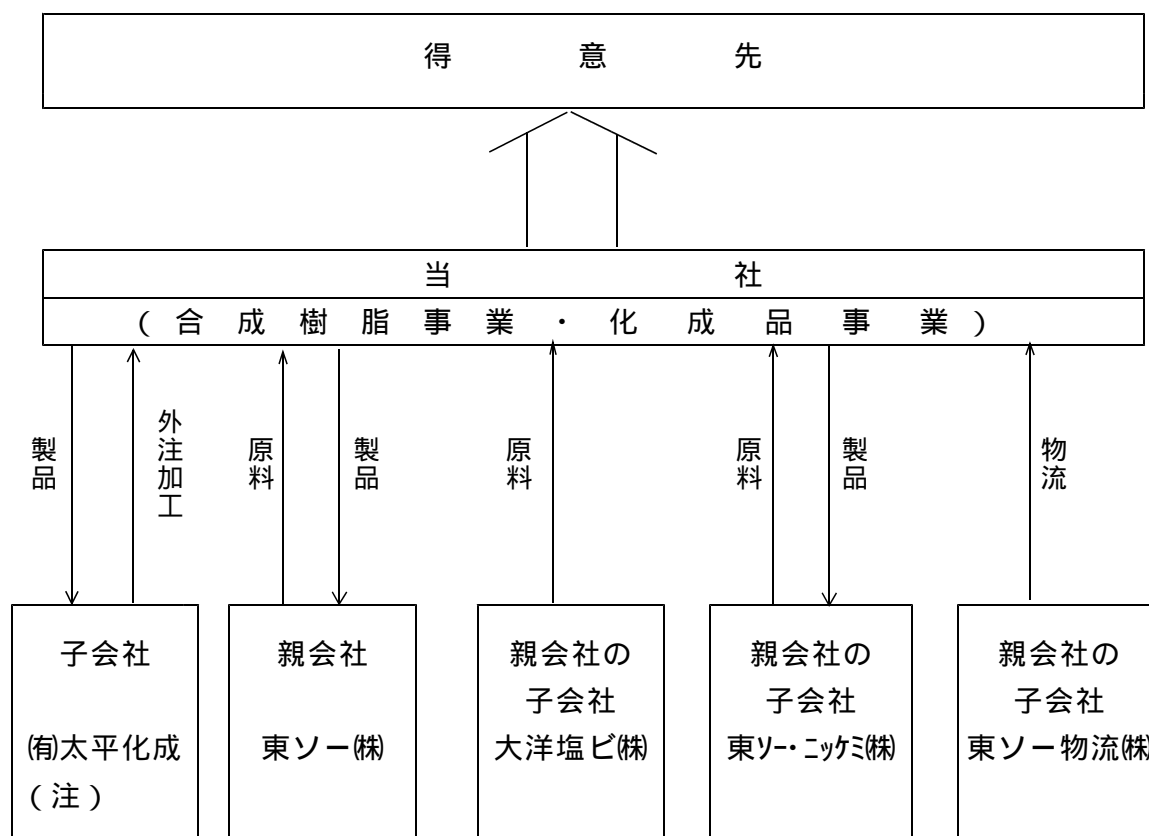 得意先
当社
(合成樹脂事業・化成品事業)
製品
外注加工
原料
製品
原料
原料
製品
物流
子会社
㈲太平化成
(注)
親会社
東ソー㈱
親会社の
子会社
大洋塩ビ㈱
親会社の
子会社
東ソー・ニッケミ㈱
親会社の
子会社
東ソー物流㈱